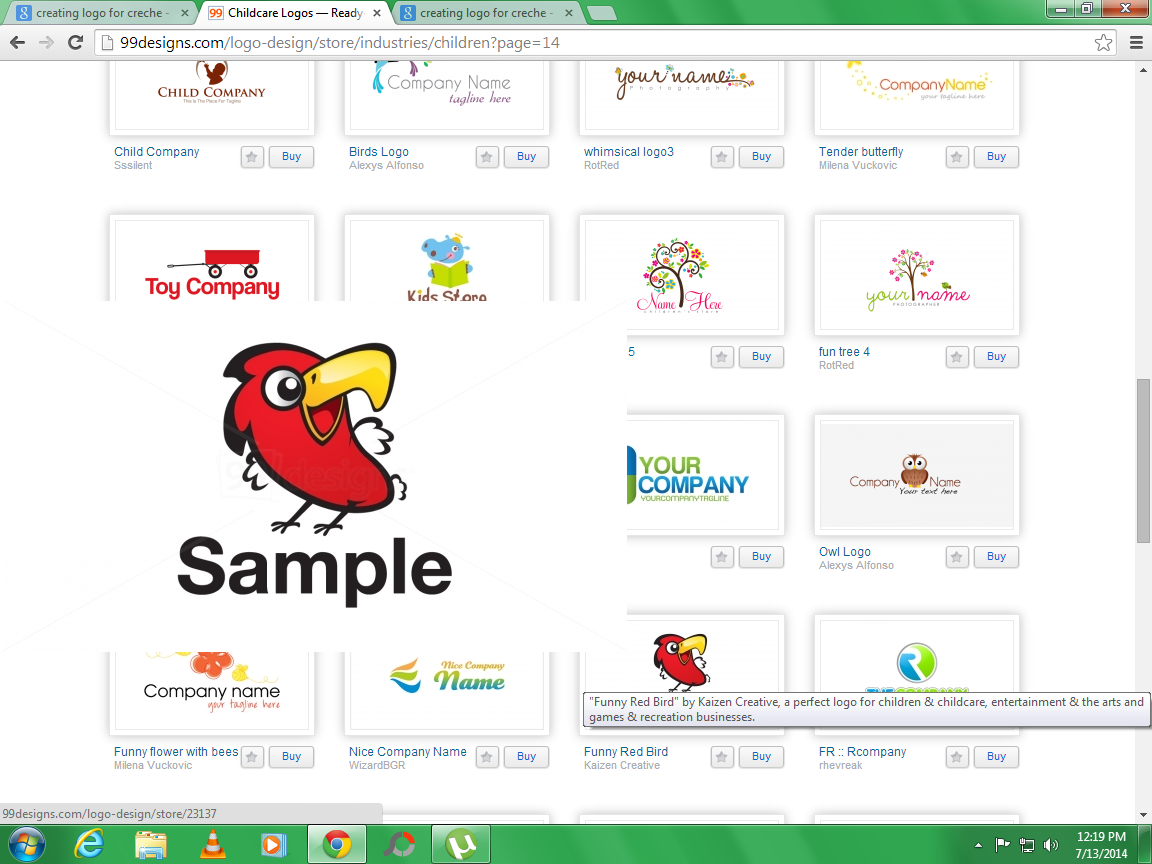 creating logo for creche -
Childcare Logos — Ready
creating logo for creche -
99designs.com/logo-design/store/industries/children?page=14
CHILD COMPANY
This Is The Place For Tagline
Company Name
tagline here
your name
Photography
CompanyName
your tagline here
Child Company
Sssilent
Buy
Birds Logo
Alexys Alfonso
Buy
whimsical logo3
RotRed
Buy
Tender butterfly
Milena Vuckovic
Buy
Toy Company
Kids Store
Name Here
children's store
your name
PHOTOGRAPHER
5
Buy
fun tree 4
RotRed
Buy
99designs
Sample
YOUR
COMPANY
YOURCOMPANYTAGLINE
Company Name
Your text here
Buy
Owl Logo
Alexys Alfonso
Buy
Company name
your tagline here
Nice Company
Name
"Funny Red Bird" by Kaizen Creative, a perfect logo for children & childcare, entertainment & the arts and
games & recreation businesses.
Funny flower with bees
Milena Vuckovic
Buy
Nice Company Name
WizardBGR
Buy
Funny Red Bird
Kaizen Creative
Buy
FR :: Rcompany
rhevreak
Buy
99designs.com/logo-design/store/23137
12:19 PM
7/13/2014